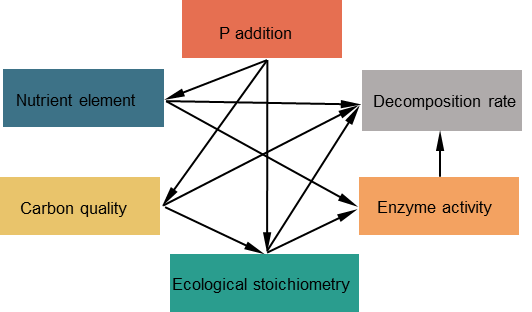 P addition
Nutrient element
Decomposition rate
Carbon quality
Enzyme activity
Ecological stoichiometry